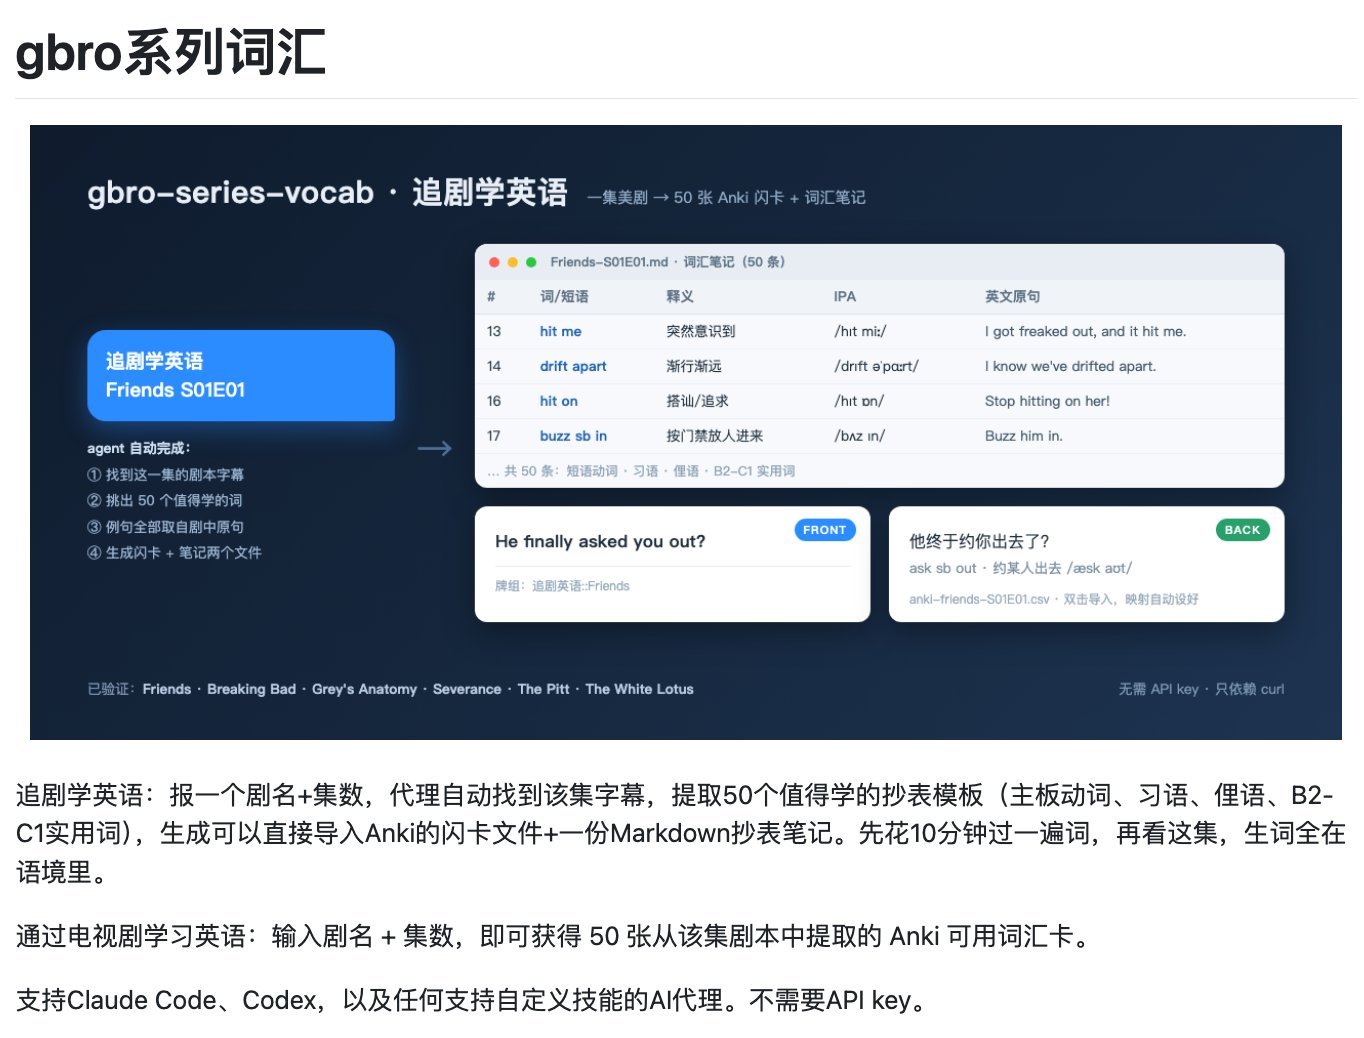 gbro系列词汇
gbro-series-vocab · 追剧学英语 一集美剧 → 50 张 Anki 闪卡 + 词汇笔记
追剧学英语
Friends S01E01
agent 自动完成：
① 找到这一集的剧本字幕
② 挑出 50 个值得学的词
③ 例句全部取自剧中原句
④ 生成闪卡 + 笔记两个文件
→
Friends-S01E01.md · 词汇笔记（50 条）
# 词/短语 释义 IPA 英文原句
13 hit me 突然意识到 /hɪt miː/ I got freaked out, and it hit me.
14 drift apart 渐行渐远 /drɪft əˈpɑːrt/ I know we've drifted apart.
16 hit on 搭讪/追求 /hɪt ɒn/ Stop hitting on her!
17 buzz sb in 按门禁放人进来 /bʌz ɪn/ Buzz him in.
... 共 50 条：短语动词 · 习语 · 俚语 · B2-C1 实用词
FRONT
He finally asked you out?
牌组：追剧英语::Friends
BACK
他终于约你出去了?
ask sb out · 约某人出去 /æsk aʊt/
anki-friends-S01E01.csv · 双击导入，映射自动设好
已验证：Friends · Breaking Bad · Grey's Anatomy · Severance · The Pitt · The White Lotus
无需 API key · 只依赖 curl
追剧学英语：报一个剧名+集数，代理自动找到该集字幕，提取50个值得学的抄表模板（主板动词、习语、俚语、B2-
C1实用词），生成可以直接导入Anki的闪卡文件+一份Markdown抄表笔记。先花10分钟过一遍词，再看这集，生词全在
语境里。
通过电视剧学习英语：输入剧名 + 集数，即可获得 50 张从该集剧本中提取的 Anki 可用词汇卡。
支持Claude Code、Codex，以及任何支持自定义技能的AI代理。不需要API key。